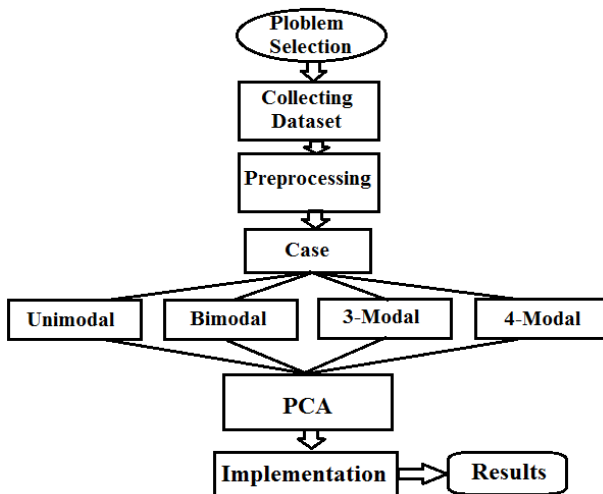 Ploblem
Selection
Collecting
Dataset
Preprocessing
Case
Unimodal
Bimodal
3-Modal
4-Modal
PCA
Implementation
Results